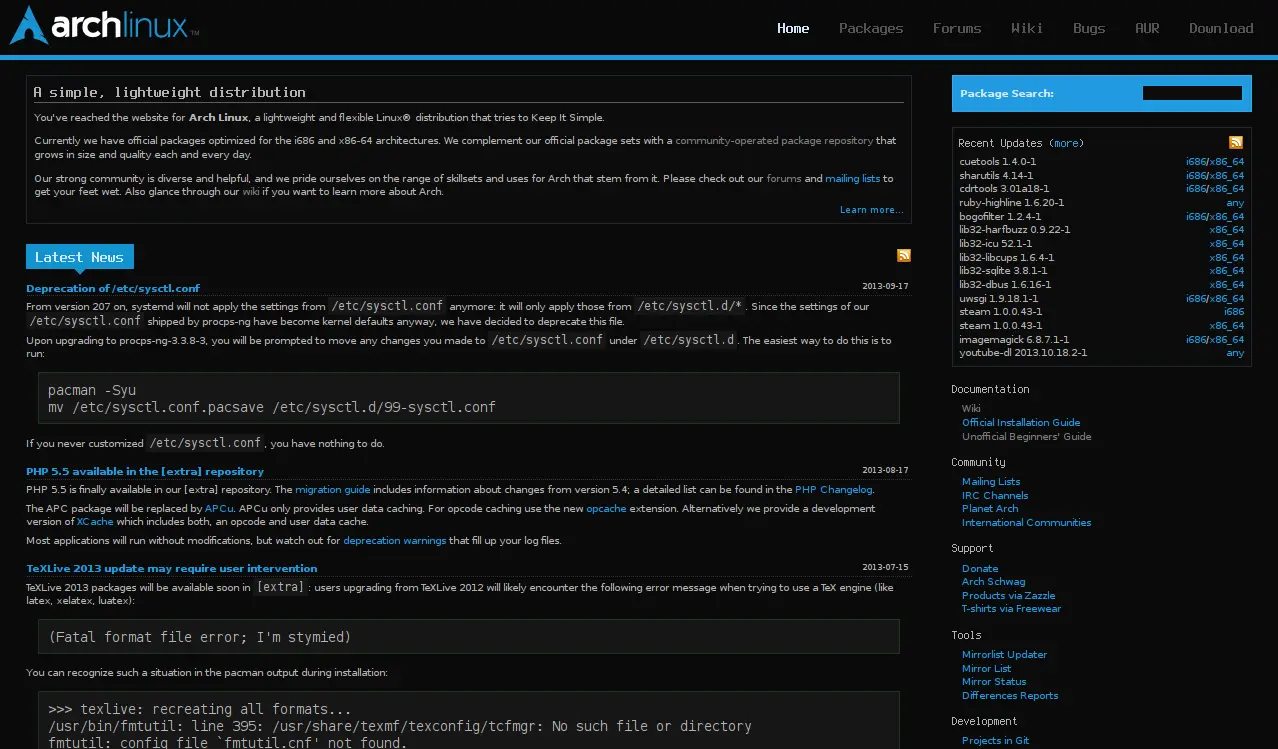 archlinux™
Home Packages Forums Wiki Bugs AUR Download
A simple, lightweight distribution
You've reached the website for Arch Linux, a lightweight and flexible Linux® distribution that tries to Keep It Simple.
Currently we have official packages optimized for the i686 and x86-64 architectures. We complement our official package sets with a community-operated package repository that
grows in size and quality each and every day.
Our strong community is diverse and helpful, and we pride ourselves on the range of skillsets and uses for Arch that stem from it. Please check out our forums and mailing lists to
get your feet wet. Also glance through our wiki if you want to learn more about Arch.
Learn more...
Latest News
Deprecation of /etc/sysctl.conf 2013-09-17
From version 207 on, systemd will not apply the settings from /etc/sysctl.conf anymore: it will only apply those from /etc/sysctl.d/*. Since the settings of our
/etc/sysctl.conf shipped by procps-ng have become kernel defaults anyway, we have decided to deprecate this file.
Upon upgrading to procps-ng-3.3.8-3, you will be prompted to move any changes you made to /etc/sysctl.conf under /etc/sysctl.d. The easiest way to do this is to
run:
pacman -Syu
mv /etc/sysctl.conf.pacsave /etc/sysctl.d/99-sysctl.conf
If you never customized /etc/sysctl.conf, you have nothing to do.
PHP 5.5 available in the [extra] repository 2013-08-17
PHP 5.5 is finally available in our [extra] repository. The migration guide includes information about changes from version 5.4; a detailed list can be found in the PHP Changelog.
The APC package will be replaced by APCu. APCu only provides user data caching. For opcode caching use the new opcache extension. Alternatively we provide a development
version of XCache which includes both, an opcode and user data cache.
Most applications will run without modifications, but watch out for deprecation warnings that fill up your log files.
TeXLive 2013 update may require user intervention 2013-07-15
TeXLive 2013 packages will be available soon in [extra] : users upgrading from TeXLive 2012 will likely encounter the following error message when trying to use a TeX engine (like
latex, xelatex, luatex):
(Fatal format file error; I'm stymied)
You can recognize such a situation in the pacman output during installation:
>>> texlive: recreating all formats...
/usr/bin/fmtutil: line 395: /usr/share/texmf/texconfig/tcfmgr: No such file or directory
fmtutil: config file `fmtutil.cnf' not found.
Package Search:
Recent Updates (more)
cuetools 1.4.0-1 i686/x86_64
sharutils 4.14-1 i686/x86_64
cdrtools 3.01a18-1 i686/x86_64
ruby-highline 1.6.20-1 any
bogofilter 1.2.4-1 i686/x86_64
lib32-harfbuzz 0.9.22-1 x86_64
lib32-icu 52.1-1 x86_64
lib32-libcups 1.6.4-1 x86_64
lib32-sqlite 3.8.1-1 x86_64
lib32-dbus 1.6.16-1 x86_64
uwsgi 1.9.18.1-1 i686/x86_64
steam 1.0.0.43-1 i686
steam 1.0.0.43-1 x86_64
imagemagick 6.8.7.1-1 i686/x86_64
youtube-dl 2013.10.18.2-1 any
Documentation
Wiki
Official Installation Guide
Unofficial Beginners' Guide
Community
Mailing Lists
IRC Channels
Planet Arch
International Communities
Support
Donate
Arch Schwag
Products via Zazzle
T-shirts via Freewear
Tools
Mirrorlist Updater
Mirror List
Mirror Status
Differences Reports
Development
Projects in Git